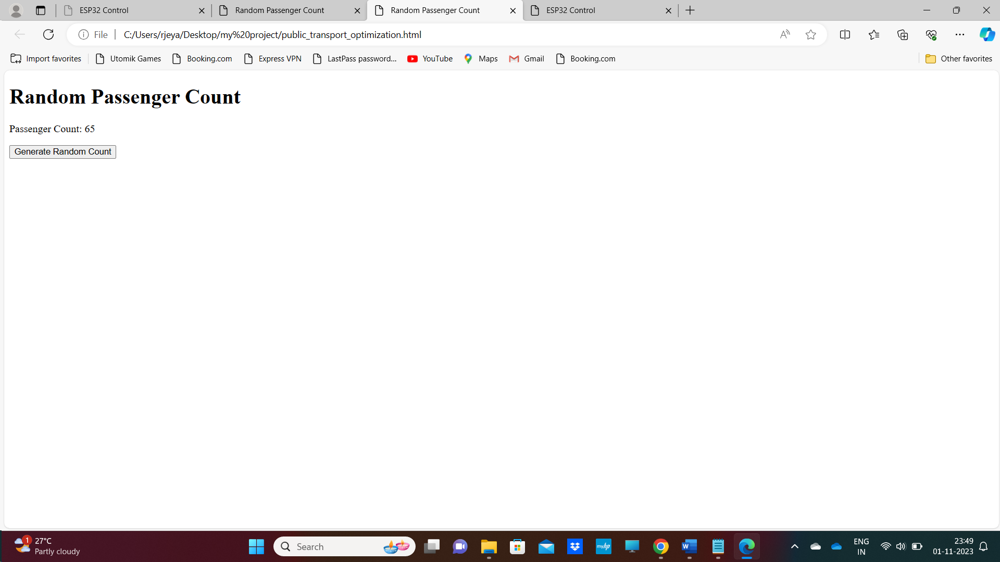 ESP32 Control
Random Passenger Count
Random Passenger Count
ESP32 Control
File
C:/Users/rjeya/Desktop/my%20project/public_transport_optimization.html
Import favorites
Utomik Games
Booking.com
Express VPN
LastPass password...
YouTube
Maps
Gmail
Booking.com
Other favorites
Random Passenger Count
Passenger Count: 65
Generate Random Count
1
27°C
Partly cloudy
Search
myhp
W
ENG
IN
23:49
01-11-2023